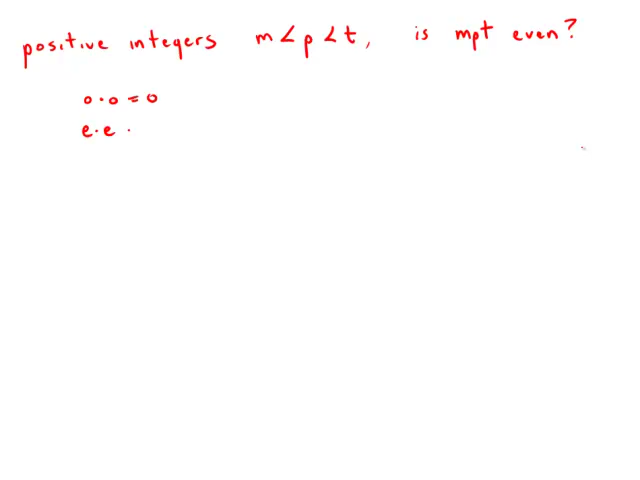 positive integers m < p < t, is mpt even?
o · o = o
e · e ·